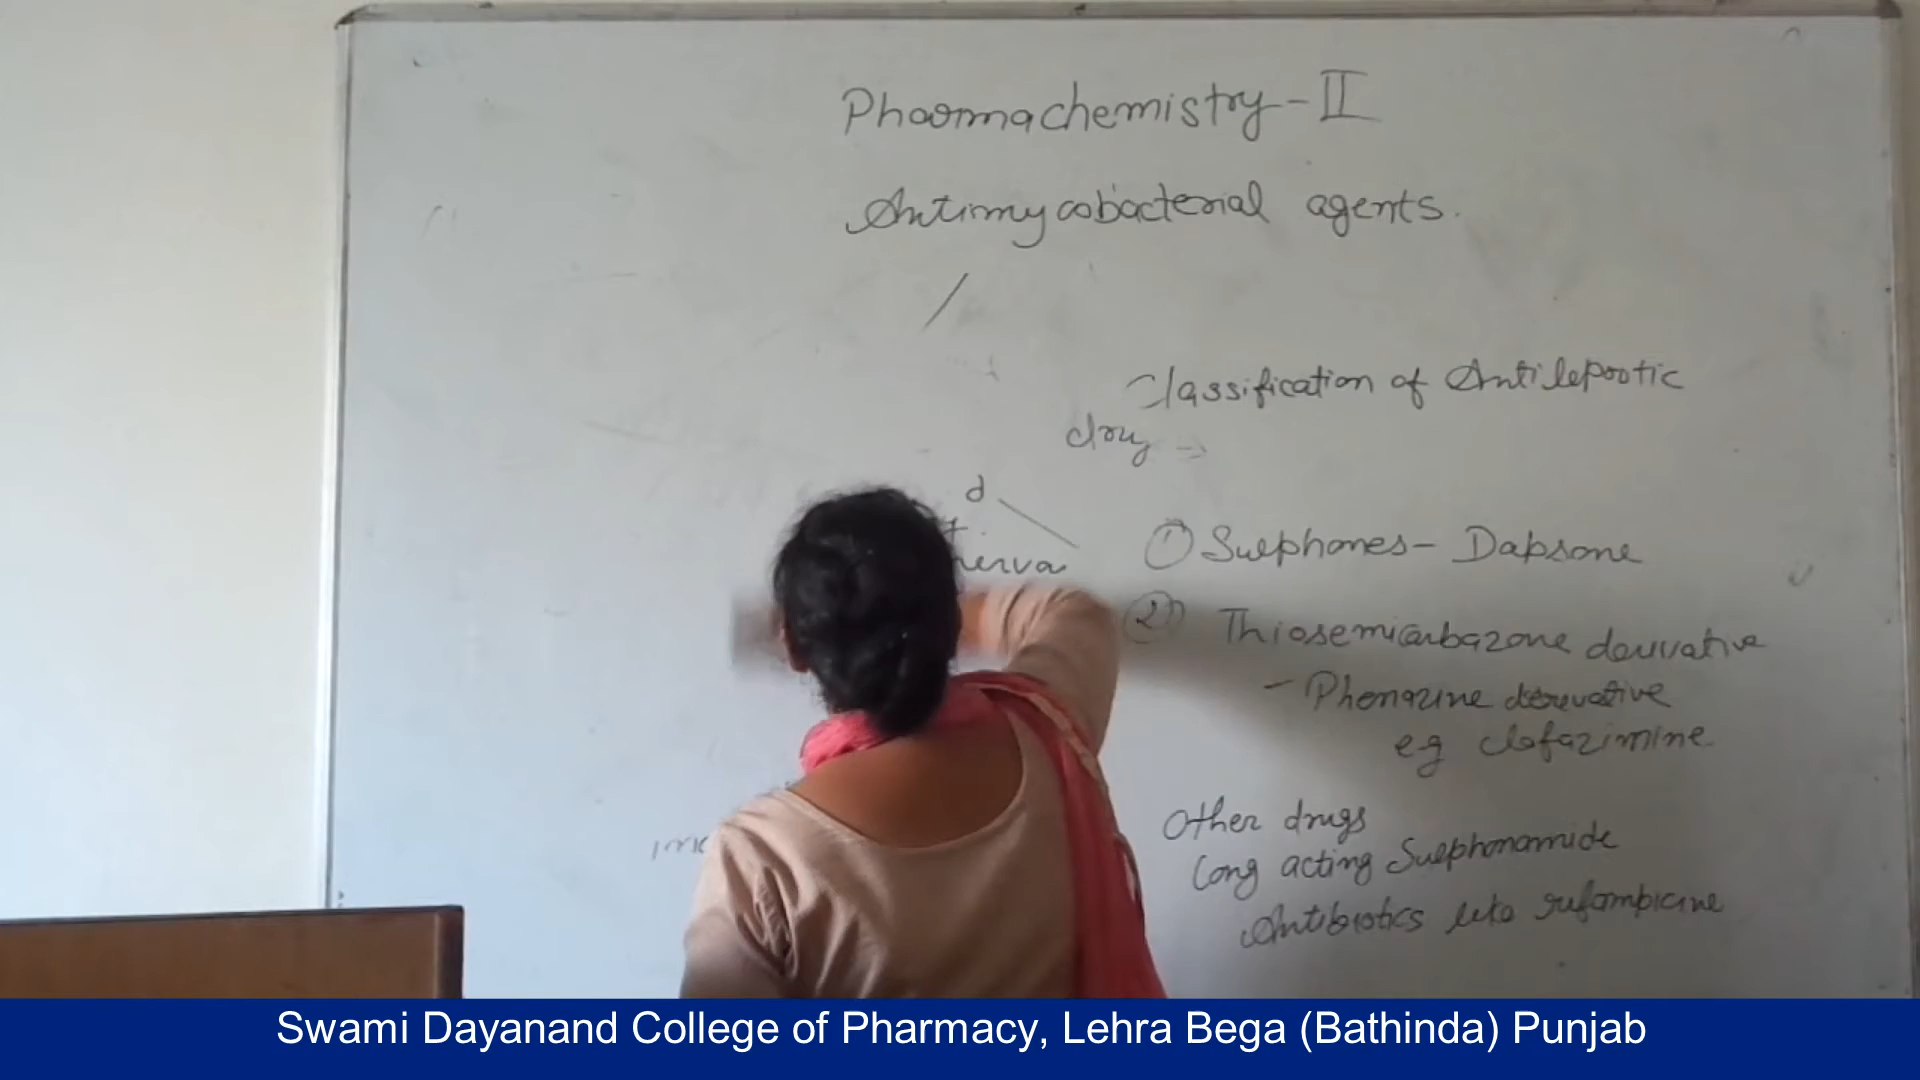 Pharmachemistry-II
Antimycobacterial agents.
Classification of Antileprotic
drug →
d
nerva
① Sulphones - Dapsone
② Thiosemicarbazone derivative
- Phenazine derivative
eg clofazimine
Other drugs
Long acting Sulphonamide
Antibiotics like rifampicine
Swami Dayanand College of Pharmacy, Lehra Bega (Bathinda) Punjab